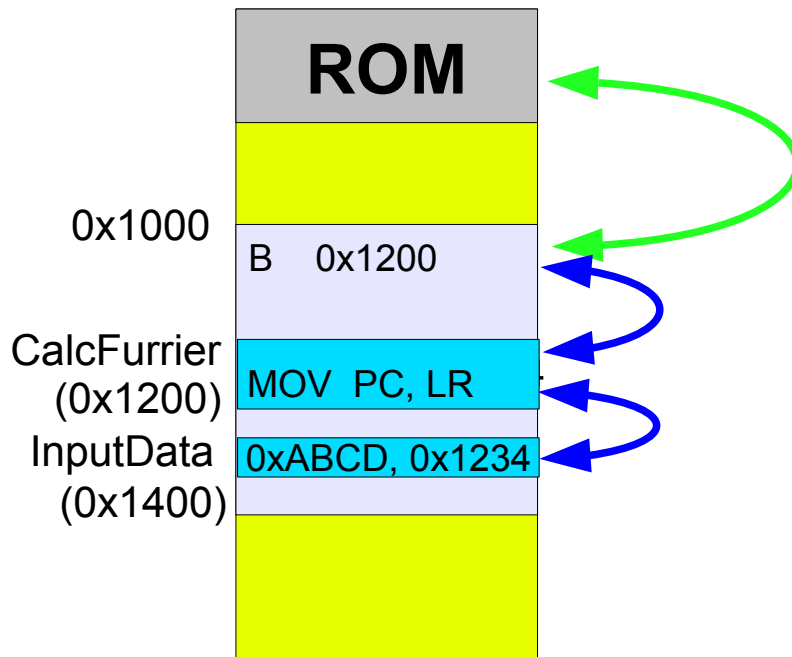 ROM
0x1000
B 0x1200
CalcFurrier
(0x1200)
MOV PC, LR
InputData
(0x1400)
0xABCD, 0x1234